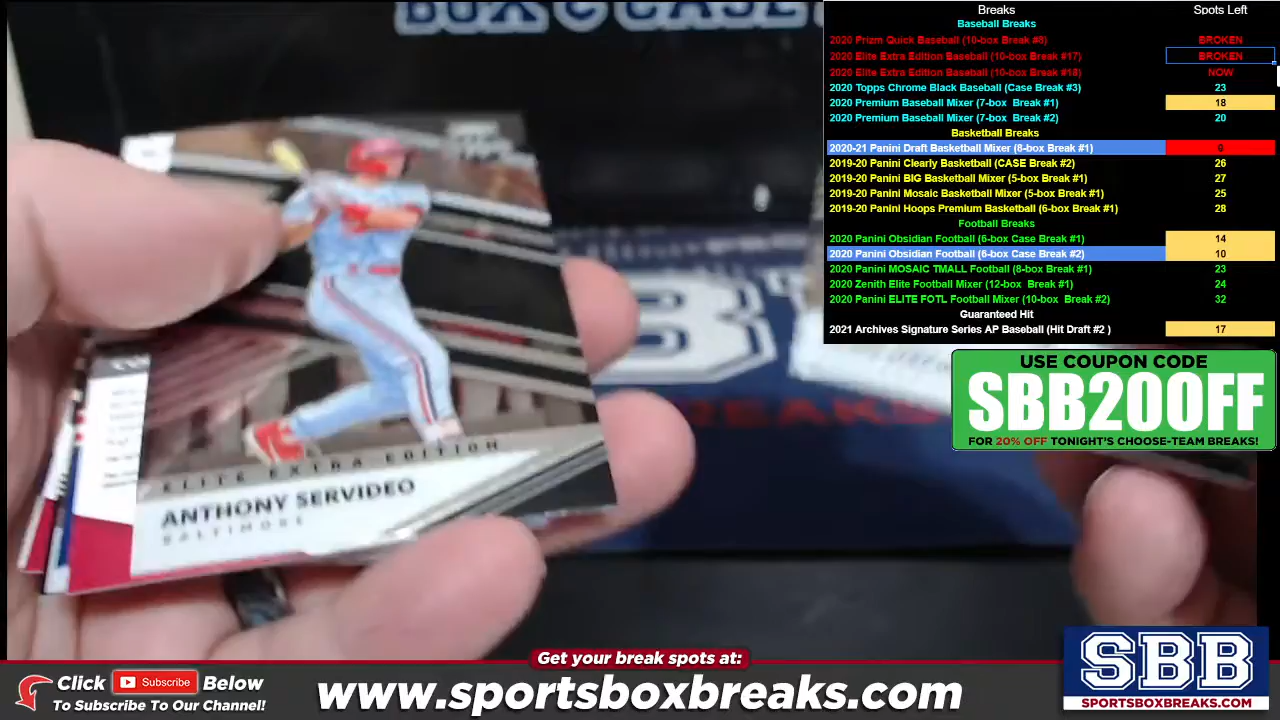 BOX & CASE
Breaks Spots Left
Baseball Breaks
2020 Prizm Quick Baseball (10-box Break #8) BROKEN
2020 Elite Extra Edition Baseball (10-box Break #17) BROKEN
2020 Elite Extra Edition Baseball (10-box Break #18) NOW
2020 Topps Chrome Black Baseball (Case Break #3) 23
2020 Premium Baseball Mixer (7-box Break #1) 18
2020 Premium Baseball Mixer (7-box Break #2) 20
Basketball Breaks
2020-21 Panini Draft Basketball Mixer (8-box Break #1) 0
2019-20 Panini Clearly Basketball (CASE Break #2) 26
2019-20 Panini BIG Basketball Mixer (5-box Break #1) 27
2019-20 Panini Mosaic Basketball Mixer (5-box Break #1) 25
2019-20 Panini Hoops Premium Basketball (6-box Break #1) 28
Football Breaks
2020 Panini Obsidian Football (6-box Case Break #1) 14
2020 Panini Obsidian Football (6-box Case Break #2) 10
2020 Panini MOSAIC TMALL Football (8-box Break #1) 23
2020 Zenith Elite Football Mixer (12-box Break #1) 24
2020 Panini ELITE FOTL Football Mixer (10-box Break #2) 32
Guaranteed Hit
2021 Archives Signature Series AP Baseball (Hit Draft #2 ) 17
USE COUPON CODE
SBB20OFF
FOR 20% OFF TONIGHT'S CHOOSE-TEAM BREAKS!
ELITE EXTRA EDITION
ANTHONY SERVIDEO
BALTIMORE
Get your break spots at:
Click Subscribe Below
To Subscribe To Our Channel!
www.sportsboxbreaks.com
SBB
SPORTSBOXBREAKS.COM